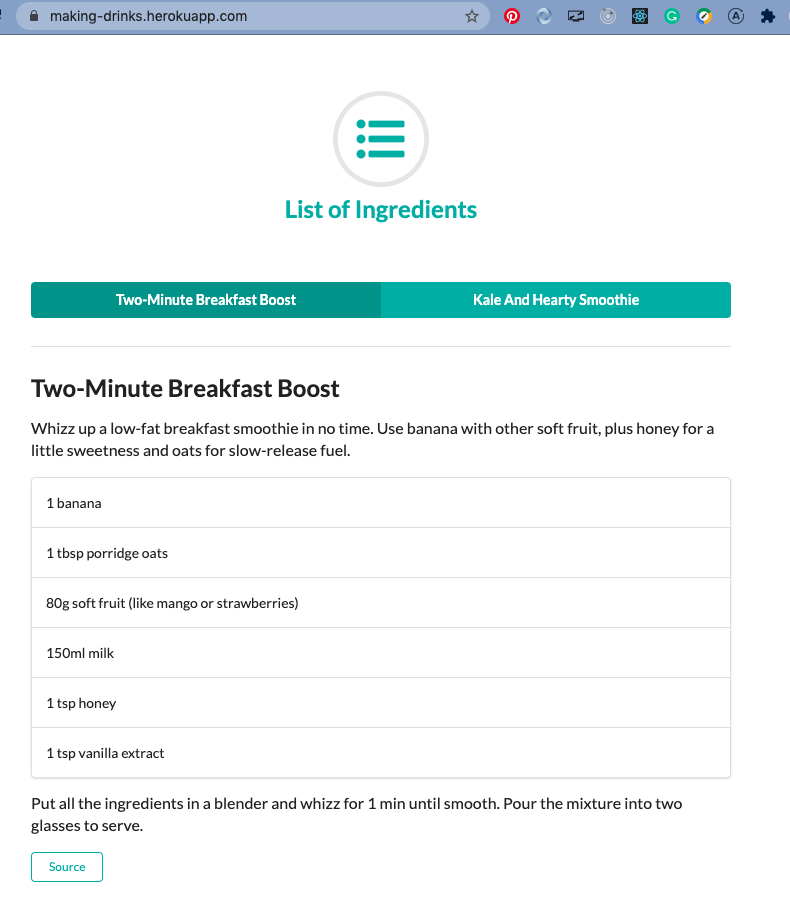 making-drinks.herokuapp.com
List of Ingredients
Two-Minute Breakfast Boost
Kale And Hearty Smoothie
Two-Minute Breakfast Boost
Whizz up a low-fat breakfast smoothie in no time. Use banana with other soft fruit, plus honey for a
little sweetness and oats for slow-release fuel.
1 banana
1 tbsp porridge oats
80g soft fruit (like mango or strawberries)
150ml milk
1 tsp honey
1 tsp vanilla extract
Put all the ingredients in a blender and whizz for 1 min until smooth. Pour the mixture into two
glasses to serve.
Source